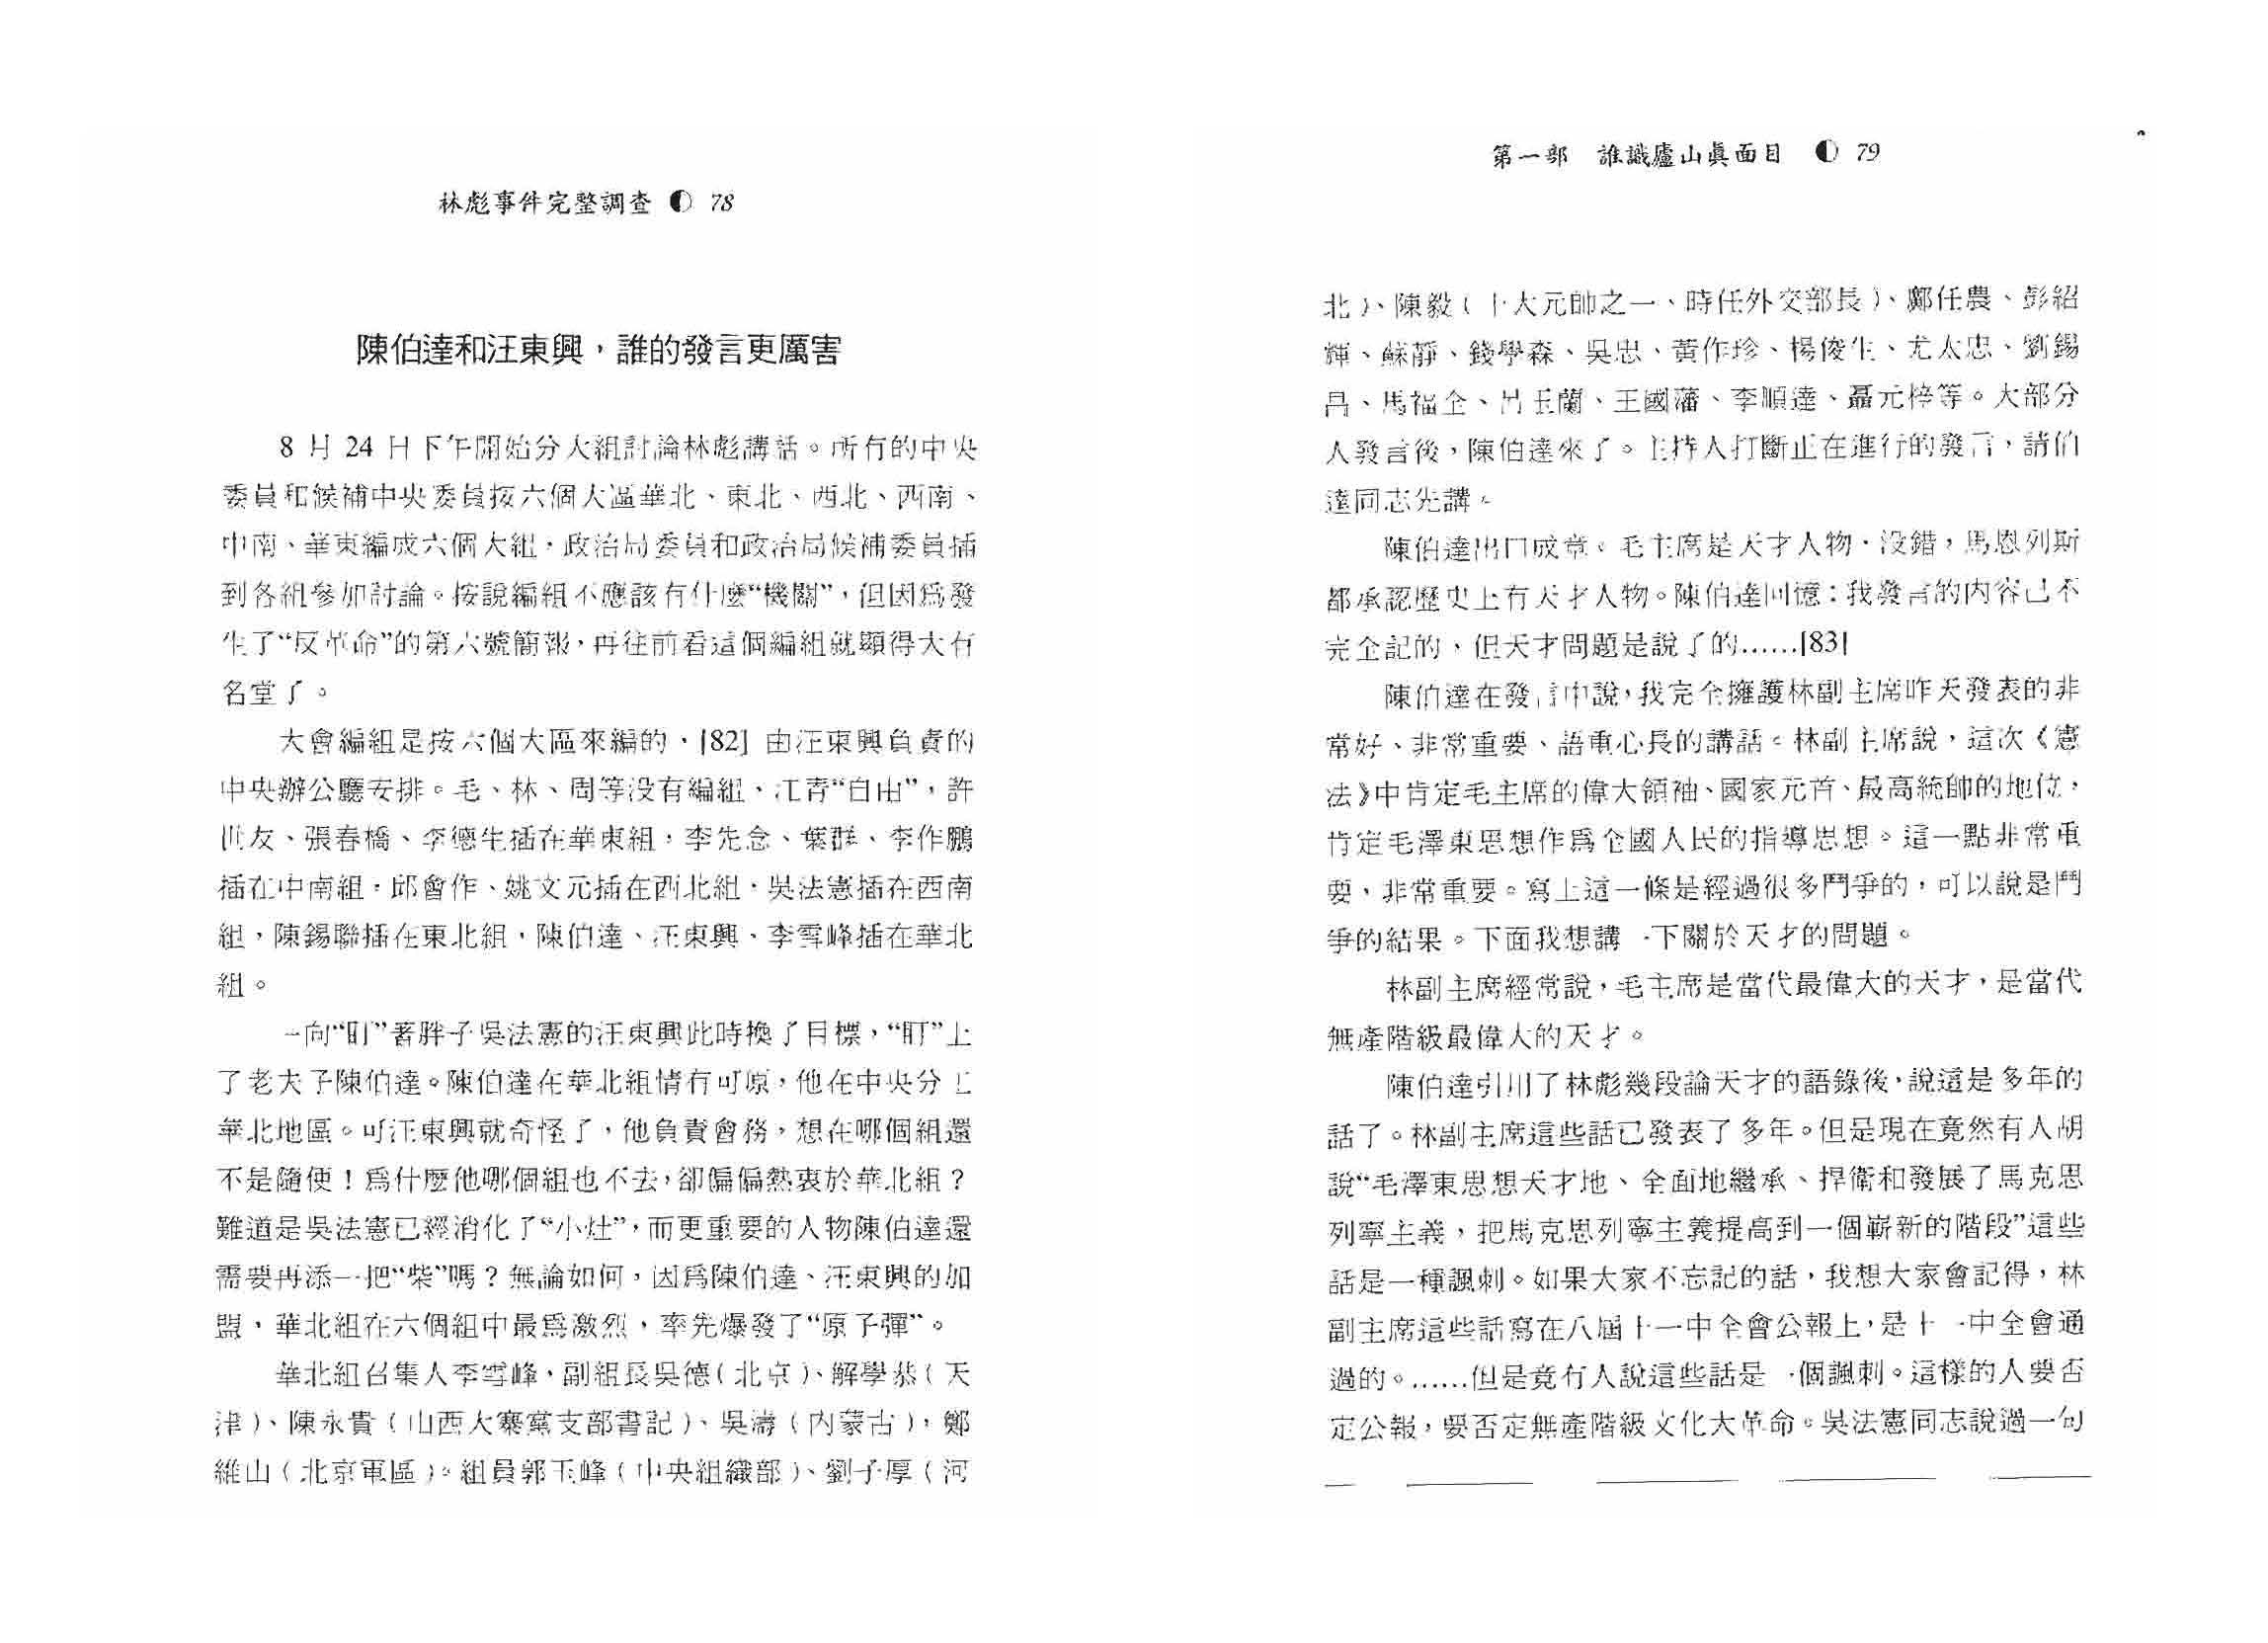 林彪事件完整調查 ◐ 78
陳伯達和汪東興，誰的發言更厲害
8 月 24 日下午開始分大組討論林彪講話。所有的中央
委員和候補中央委員按六個大區華北、東北、西北、西南、
中南、華東編成六個大組，政治局委員和政治局候補委員插
到各組參加討論。按說編組不應該有什麼“機關”，但因爲發
生了“反革命”的第六號簡報，再往前看這個編組就顯得大有
名堂了。
大會編組是按六個大區來編的，[82] 由汪東興負責的
中央辦公廳安排。毛、林、周等没有編組、江青“自由”，許
世友、張春橋、李德生插在華東組，李先念、葉群、李作鵬
插在中南組，邱會作、姚文元插在西北組，吳法憲插在西南
組，陳錫聯插在東北組，陳伯達、汪東興、李雪峰插在華北
組。
一向“盯”著胖子吳法憲的汪東興此時換了目標，“盯”上
了老夫子陳伯達。陳伯達在華北組情有可原，他在中央分工
華北地區。可汪東興就奇怪了，他負責會務，想在哪個組還
不是隨便！爲什麼他哪個組也不去，卻偏偏熱衷於華北組？
難道是吳法憲已經消化了“小灶”，而更重要的人物陳伯達還
需要再添一把“柴”嗎？無論如何，因爲陳伯達、汪東興的加
盟，華北組在六個組中最爲激烈，率先爆發了“原子彈”。
華北組召集人李雪峰，副組長吳德（北京）、解學恭（天
津）、陳永貴（山西大寨黨支部書記）、吳濤（内蒙古），鄭
維山（北京軍區）。組員郭玉峰（中央組織部）、劉子厚（河
第一部 誰識廬山眞面目 ◐ 79
北）、陳毅（十大元帥之一、時任外交部長）、鄺任農、彭紹
輝、蘇靜、錢學森、吳忠、黃作珍、楊俊生、尤太忠、劉錫
昌、馬福全、呂玉蘭、王國藩、李順達、聶元梓等。大部分
人發言後，陳伯達來了。主持人打斷正在進行的發言，請伯
達同志先講。
陳伯達出口成章。毛主席是天才人物，没錯，馬恩列斯
都承認歷史上有天才人物。陳伯達回憶：我發言的内容已不
完全記的，但天才問題是說了的……[83]
陳伯達在發言中說，我完全擁護林副主席昨天發表的非
常好、非常重要、語重心長的講話。林副主席說，這次《憲
法》中肯定毛主席的偉大領袖、國家元首、最高統帥的地位，
肯定毛澤東思想作爲全國人民的指導思想。這一點非常重
要，非常重要。寫上這一條是經過很多鬥爭的，可以說是鬥
爭的結果。下面我想講一下關於天才的問題。
林副主席經常說，毛主席是當代最偉大的天才，是當代
無產階級最偉大的天才。
陳伯達引用了林彪幾段論天才的語錄後，說這是多年的
話了。林副主席這些話已發表了多年。但是現在竟然有人胡
說“毛澤東思想天才地、全面地繼承、捍衛和發展了馬克思
列寧主義，把馬克思列寧主義提高到一個嶄新的階段”這些
話是一種諷刺。如果大家不忘記的話，我想大家會記得，林
副主席這些話寫在八屆十一中全會公報上，是十一中全會通
過的。……但是竟有人說這些話是一個諷刺。這樣的人要否
定公報，要否定無產階級文化大革命。吳法憲同志說過一句